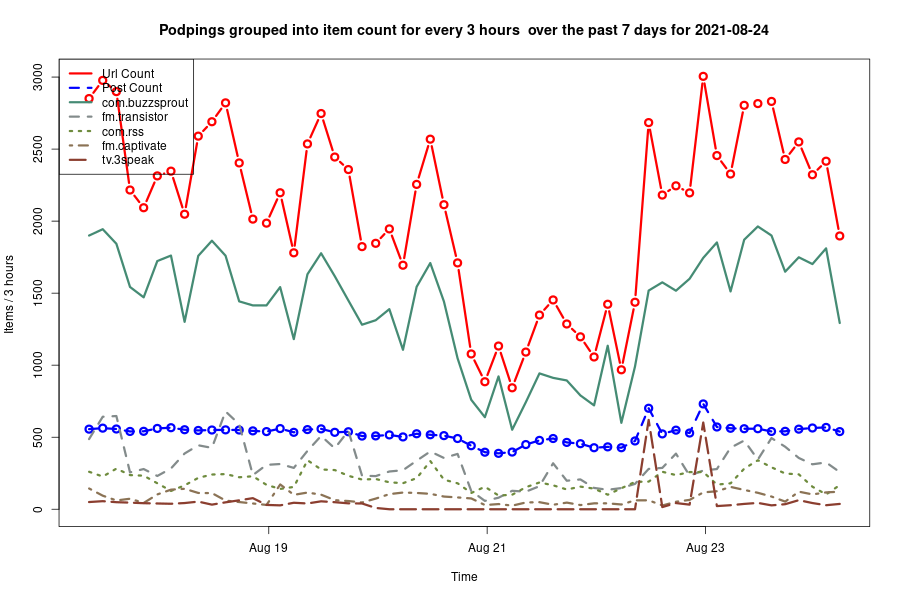 Podpings grouped into item count for every 3 hours  over the past 7 days for 2021-08-24
Url Count
Post Count
com.buzzsprout
fm.transistor
com.rss
fm.captivate
tv.3speak
3000
2500
2000
1500
1000
500
0
Items / 3 hours
Aug 19
Aug 21
Aug 23
Time